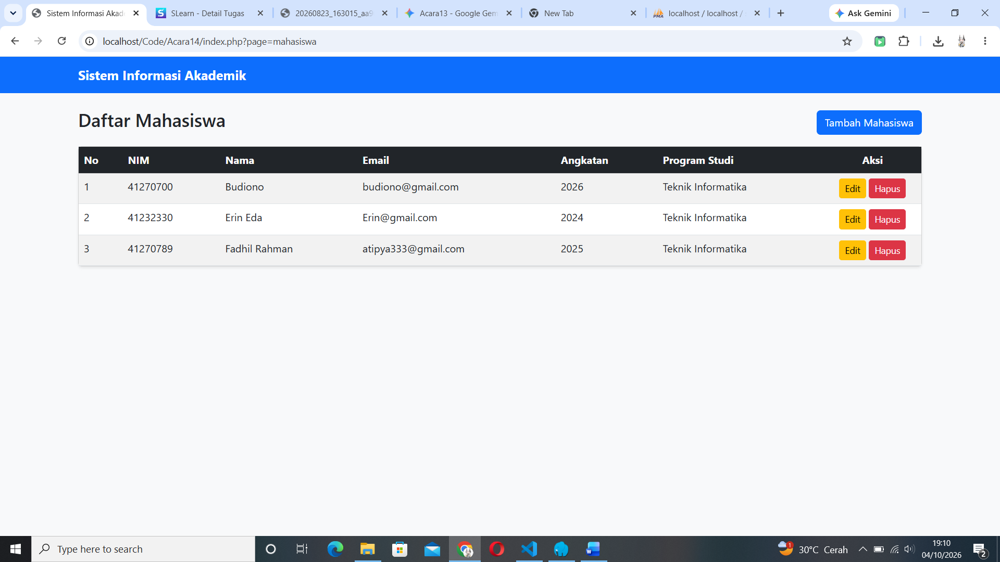 Sistem Informasi Akad
SLearn - Detail Tugas
20260823_163015_aa9
Acara13 - Google Gem
New Tab
localhost / localhost /
Ask Gemini
localhost/Code/Acara14/index.php?page=mahasiswa
Sistem Informasi Akademik
Daftar Mahasiswa
Tambah Mahasiswa
No NIM Nama Email Angkatan Program Studi Aksi
1 41270700 Budiono budiono@gmail.com 2026 Teknik Informatika Edit Hapus
2 41232330 Erin Eda Erin@gmail.com 2024 Teknik Informatika Edit Hapus
3 41270789 Fadhil Rahman atipya333@gmail.com 2025 Teknik Informatika Edit Hapus
Type here to search
1
30°C Cerah
19:10
04/10/2026
2